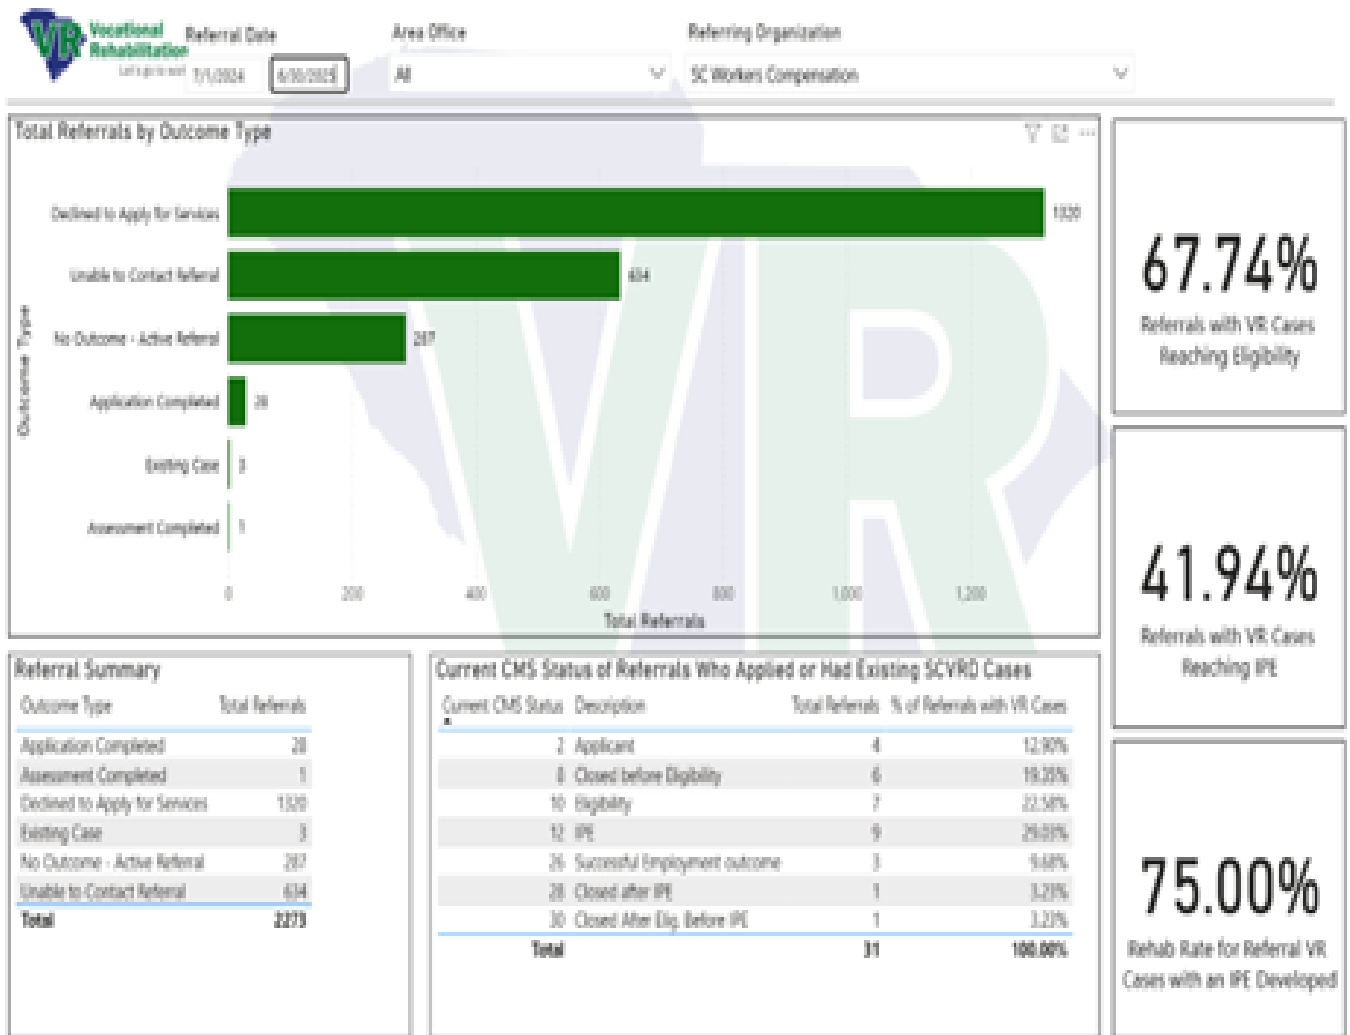 VR Vocational
Rehabilitation
Referral Date
Area Office
Referring Organization
7/1/2024
6/30/2025
All
SC Workers Compensation
Total Referrals by Outcome Type
Outcome Type
Declined to Apply for Services 1320
Unable to Contact Referral 634
No Outcome - Active Referral 287
Application Completed 28
Existing Case 3
Assessment Completed 1
0 200 400 600 800 1,000 1,200
Total Referrals
67.74%
Referrals with VR Cases
Reaching Eligibility
41.94%
Referrals with VR Cases
Reaching IPE
75.00%
Rehab Rate for Referral VR
Cases with an IPE Developed
Referral Summary
Outcome Type Total Referrals
Application Completed 28
Assessment Completed 1
Declined to Apply for Services 1320
Existing Case 3
No Outcome - Active Referral 287
Unable to Contact Referral 634
Total 2273
Current CMS Status of Referrals Who Applied or Had Existing SCVRD Cases
Current CMS Status Description Total Referrals % of Referrals with VR Cases
2 Applicant 4 12.90%
8 Closed before Eligibility 6 19.35%
10 Eligibility 7 22.58%
12 IPE 9 29.03%
26 Successful Employment outcome 3 9.68%
28 Closed after IPE 1 3.23%
30 Closed After Elig. Before IPE 1 3.23%
Total 31 100.00%
VR